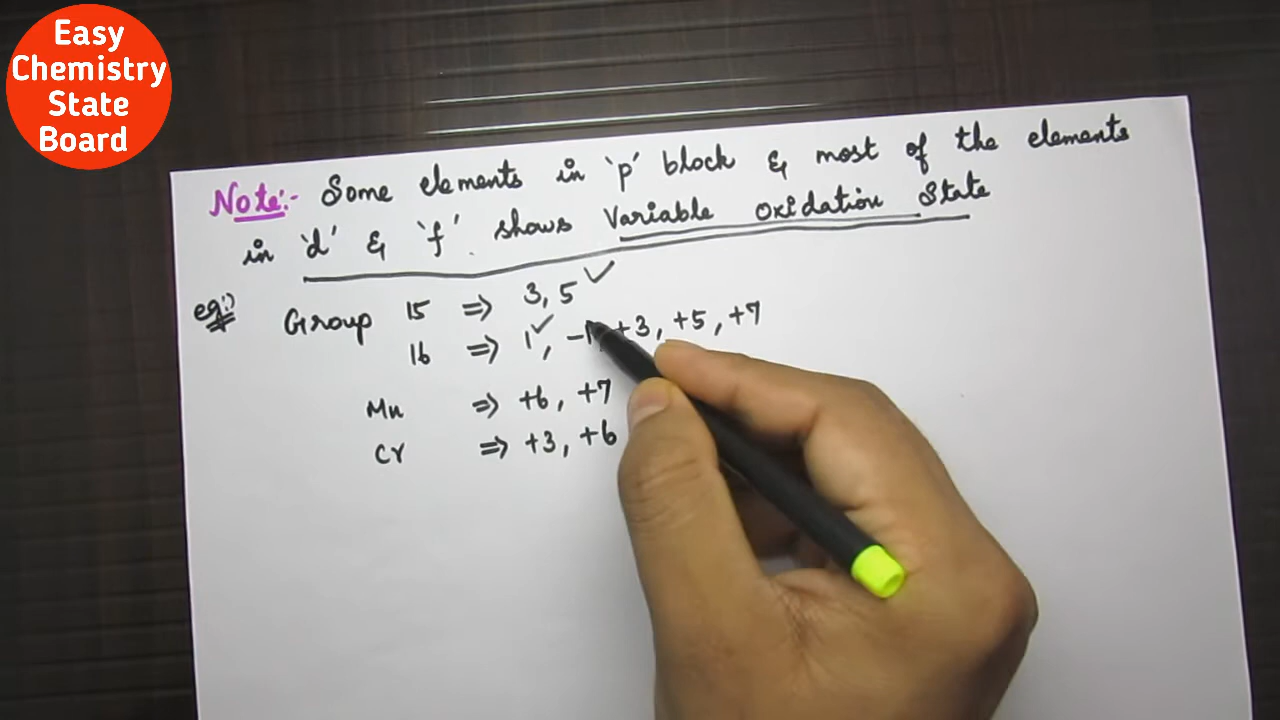 Easy
Chemistry
State
Board
Note:- Some elements in 'p' block & most of the elements
in 'd' & 'f' shows Variable oxidation State
eg:) Group 15 => 3, 5 ✓
16 => 1 ✓, -1, +3, +5, +7
Mn => +6, +7
Cr => +3, +6